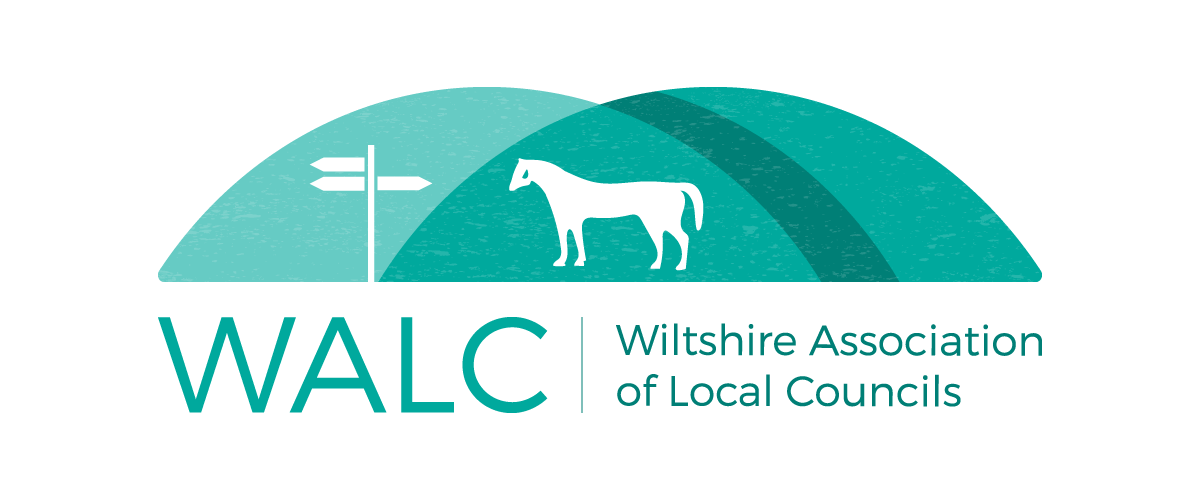 WALC
Wiltshire Association
of Local Councils